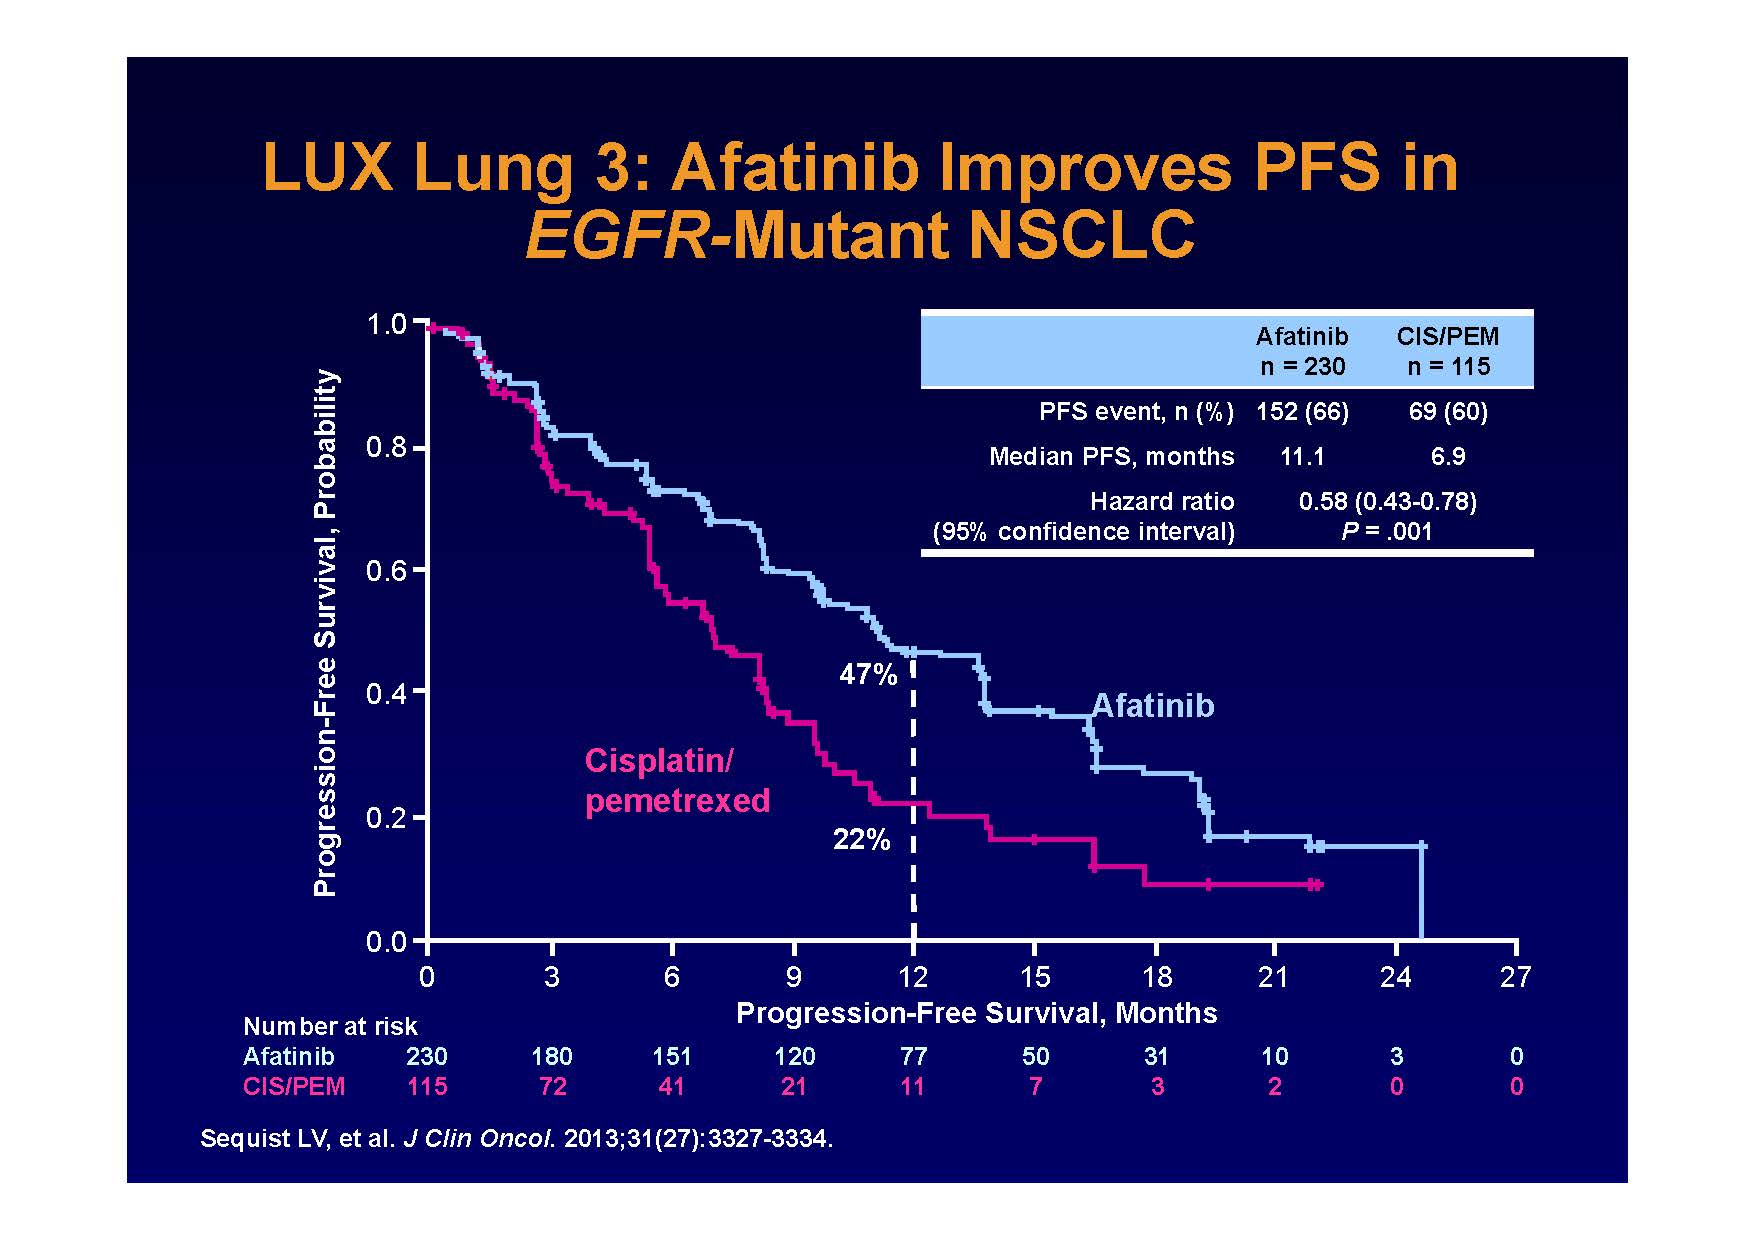 LUX Lung 3: Afatinib Improves PFS in
EGFR-Mutant NSCLC
Afatinib CIS/PEM
n = 230 n = 115
PFS event, n (%) 152 (66) 69 (60)
Median PFS, months 11.1 6.9
Hazard ratio 0.58 (0.43-0.78)
(95% confidence interval) P = .001
Progression-Free Survival, Probability
1.0
0.8
0.6
0.4
0.2
0.0
47%
Afatinib
Cisplatin/
pemetrexed
22%
0 3 6 9 12 15 18 21 24 27
Progression-Free Survival, Months
Number at risk
Afatinib 230 180 151 120 77 50 31 10 3 0
CIS/PEM 115 72 41 21 11 7 3 2 0 0
Sequist LV, et al. J Clin Oncol. 2013;31(27):3327-3334.